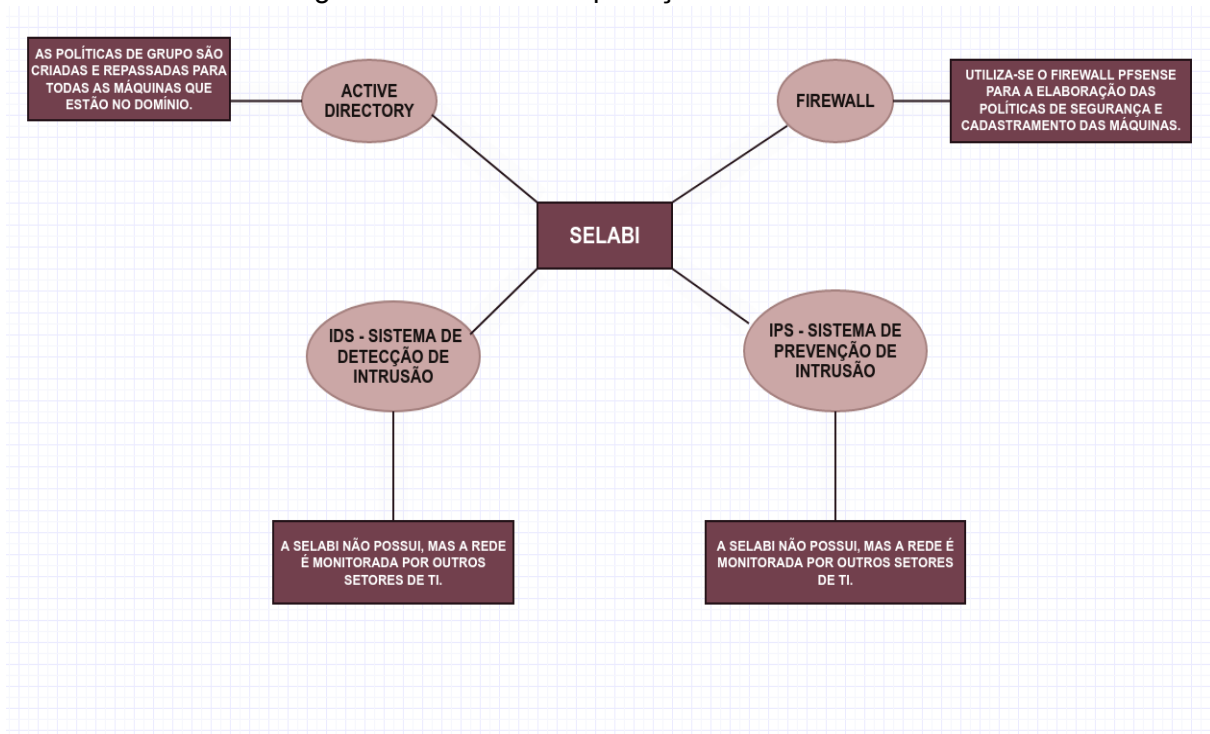 AS POLÍTICAS DE GRUPO SÃO
CRIADAS E REPASSADAS PARA
TODAS AS MÁQUINAS QUE
ESTÃO NO DOMÍNIO.
ACTIVE
DIRECTORY
FIREWALL
UTILIZA-SE O FIREWALL PFSENSE
PARA A ELABORAÇÃO DAS
POLÍTICAS DE SEGURANÇA E
CADASTRAMENTO DAS MÁQUINAS.
SELABI
IDS - SISTEMA DE
DETECÇÃO DE
INTRUSÃO
IPS - SISTEMA DE
PREVENÇÃO DE
INTRUSÃO
A SELABI NÃO POSSUI, MAS A REDE
É MONITORADA POR OUTROS
SETORES DE TI.
A SELABI NÃO POSSUI, MAS A REDE É
MONITORADA POR OUTROS SETORES
DE TI.